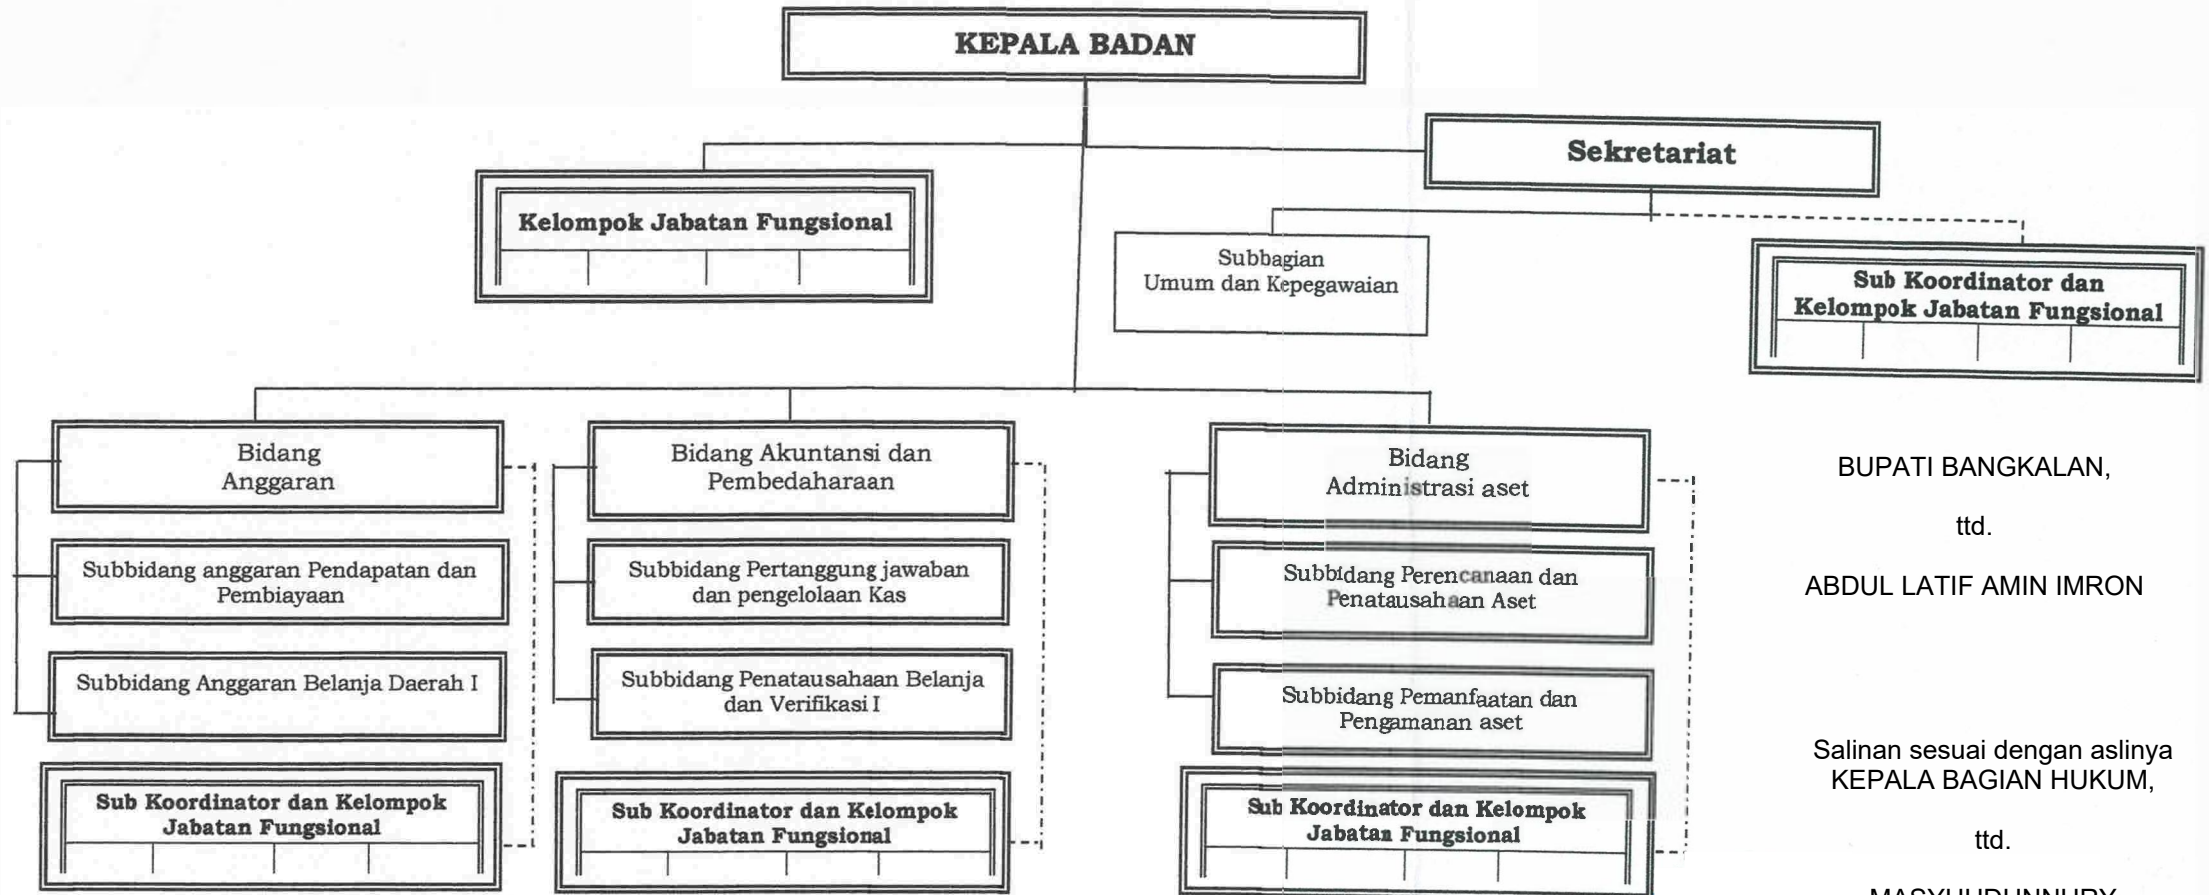 KEPALA BADAN
Sekretariat
Kelompok Jabatan Fungsional
Subbagian
Umum dan Kepegawaian
Sub Koordinator dan
Kelompok Jabatan Fungsional
Bidang
Anggaran
Subbidang anggaran Pendapatan dan
Pembiayaan
Subbidang Anggaran Belanja Daerah I
Sub Koordinator dan Kelompok
Jabatan Fungsional
Bidang Akuntansi dan
Pembedaharaan
Subbidang Pertanggung jawaban
dan pengelolaan Kas
Subbidang Penatausahaan Belanja
dan Verifikasi I
Sub Koordinator dan Kelompok
Jabatan Fungsional
Bidang
Administrasi aset
Subbidang Perencanaan dan
Penatausahaan Aset
Subbidang Pemanfaatan dan
Pengamanan aset
Sub Koordinator dan Kelompok
Jabatan Fungsional
BUPATI BANGKALAN,
ttd.
ABDUL LATIF AMIN IMRON
Salinan sesuai dengan aslinya
KEPALA BAGIAN HUKUM,
ttd.